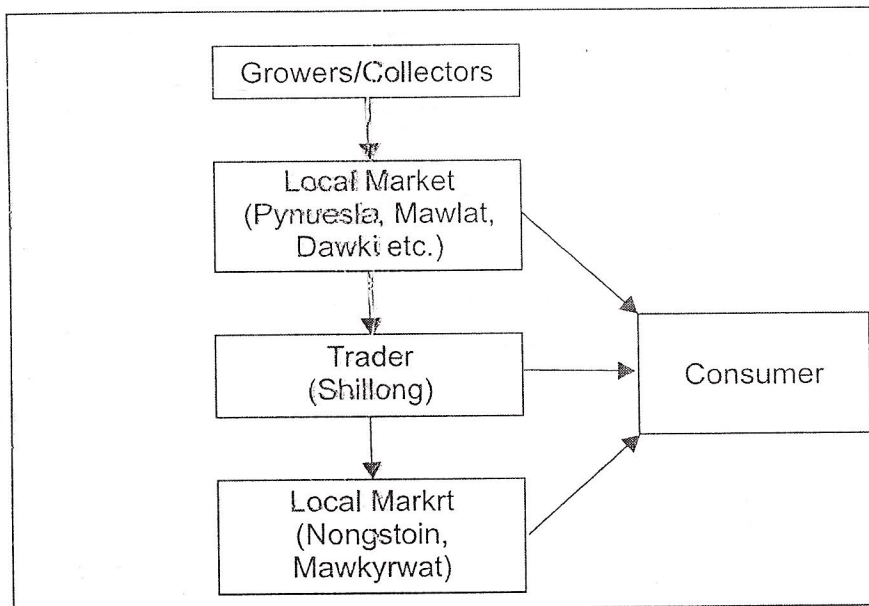 Growers/Collectors
Local Market
(Pynuesla, Mawlat,
Dawki etc.)
Trader
(Shillong)
Consumer
Local Markrt
(Nongstoin,
Mawkyrwat)